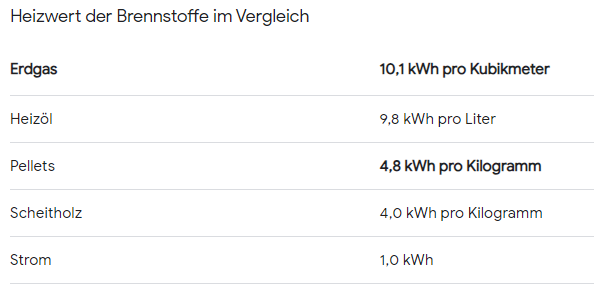 Heizwert der Brennstoffe im Vergleich
Erdgas 10,1 kWh pro Kubikmeter
Heizöl 9,8 kWh pro Liter
Pellets 4,8 kWh pro Kilogramm
Scheitholz 4,0 kWh pro Kilogramm
Strom 1,0 kWh